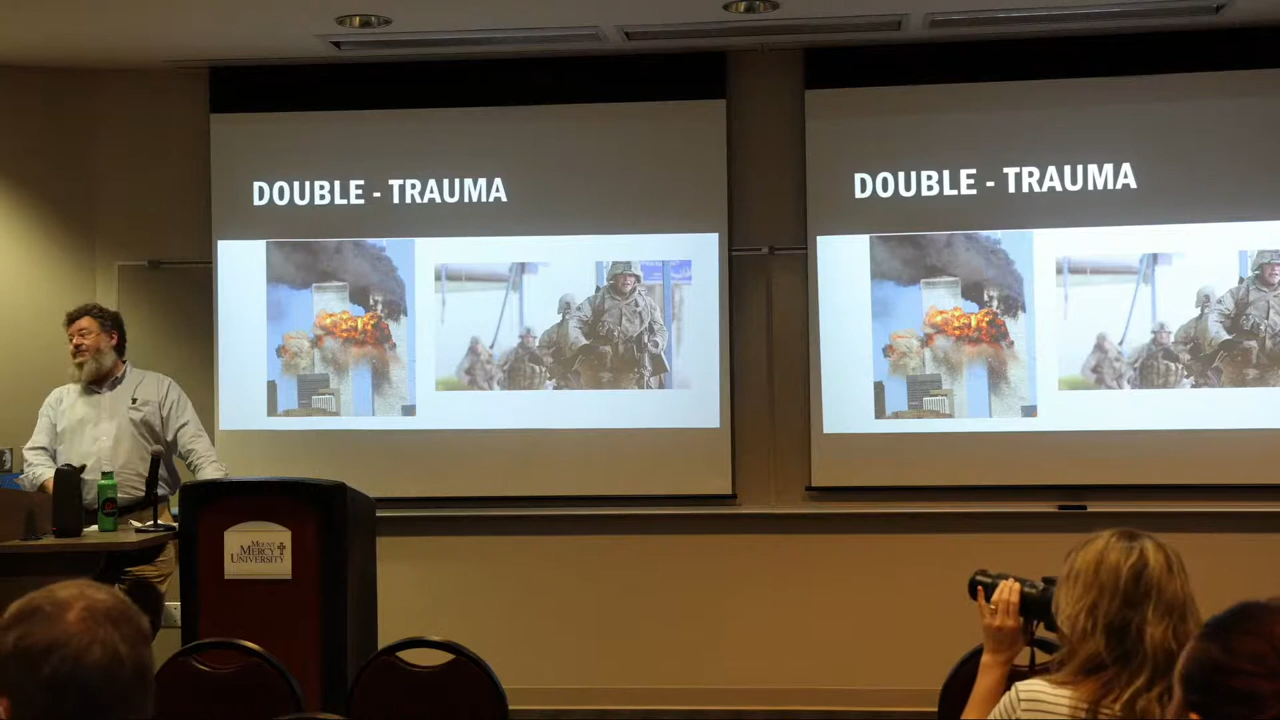 DOUBLE - TRAUMA
DOUBLE - TRAUMA
MOUNT
MERCY
UNIVERSITY